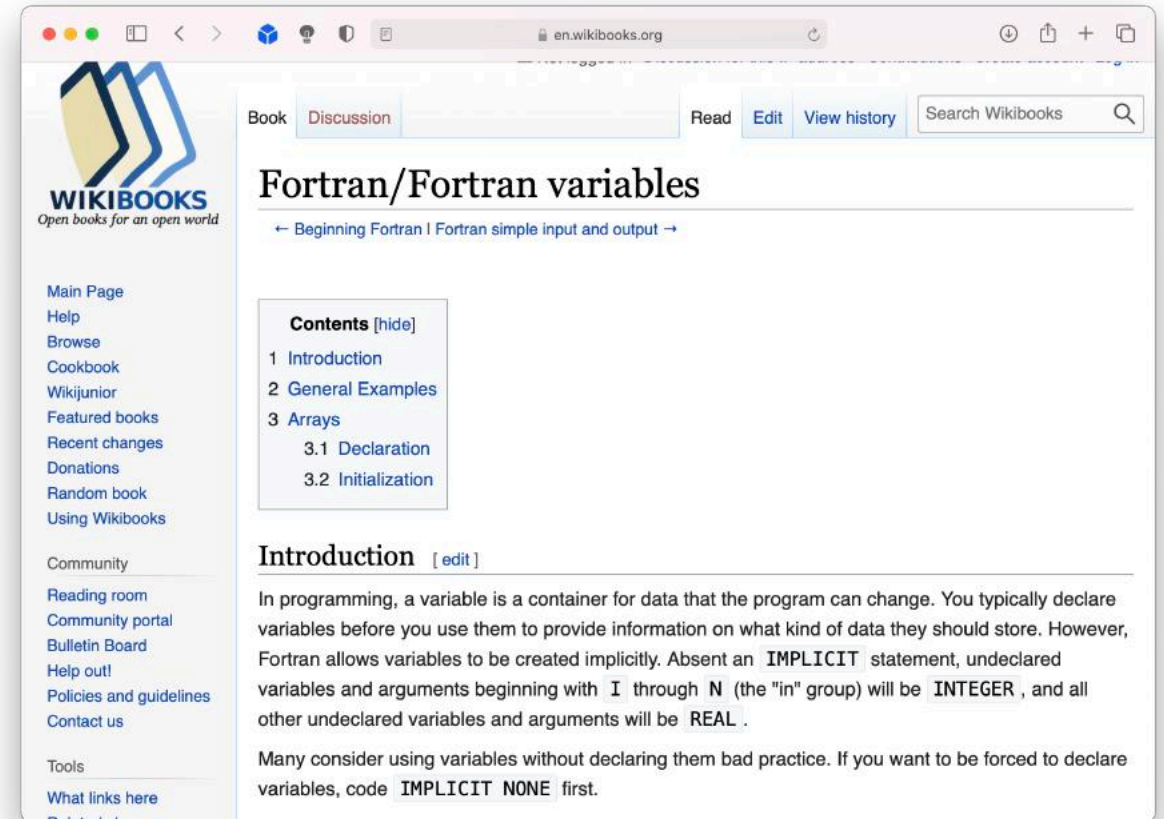 en.wikibooks.org
Book Discussion Read Edit View history Search Wikibooks
WIKIBOOKS
Open books for an open world
Fortran/Fortran variables
← Beginning Fortran | Fortran simple input and output →
Main Page
Help
Browse
Cookbook
Wikijunior
Featured books
Recent changes
Donations
Random book
Using Wikibooks
Community
Reading room
Community portal
Bulletin Board
Help out!
Policies and guidelines
Contact us
Tools
What links here
Contents [hide]
1 Introduction
2 General Examples
3 Arrays
3.1 Declaration
3.2 Initialization
Introduction [ edit ]
In programming, a variable is a container for data that the program can change. You typically declare
variables before you use them to provide information on what kind of data they should store. However,
Fortran allows variables to be created implicitly. Absent an IMPLICIT statement, undeclared
variables and arguments beginning with I through N (the "in" group) will be INTEGER , and all
other undeclared variables and arguments will be REAL .
Many consider using variables without declaring them bad practice. If you want to be forced to declare
variables, code IMPLICIT NONE first.